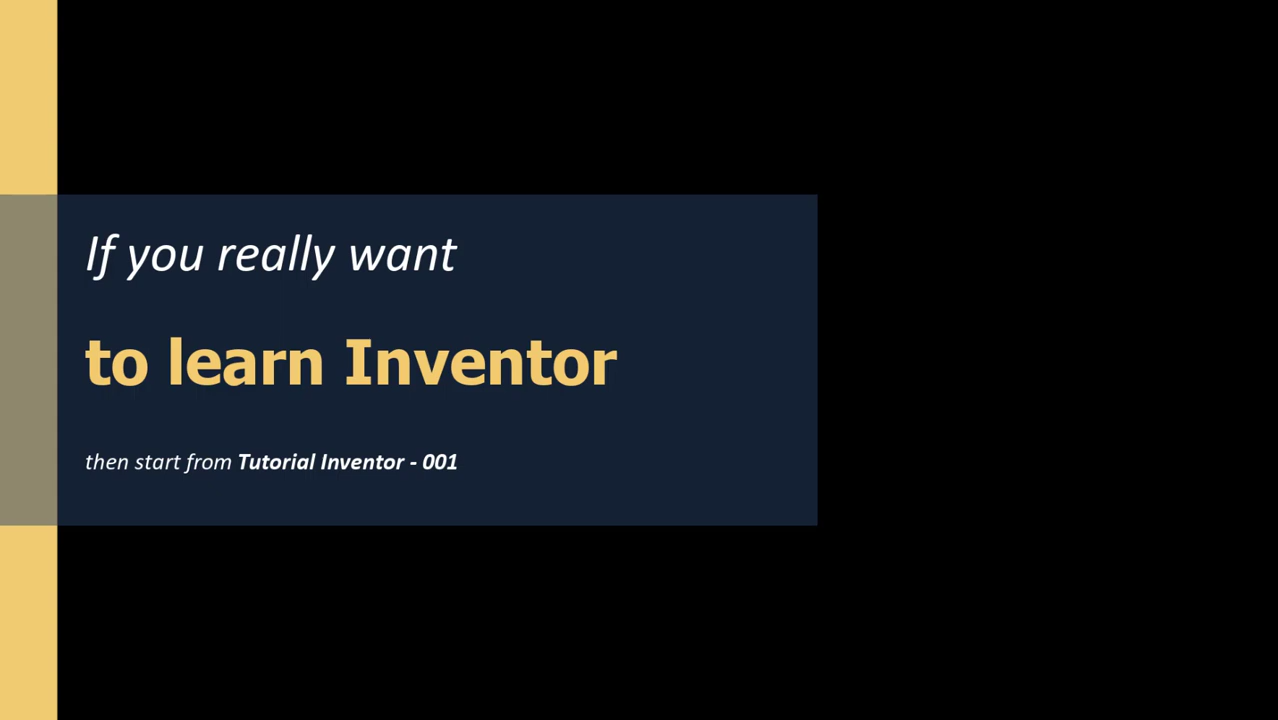 If you really want
to learn Inventor
then start from Tutorial Inventor - 001